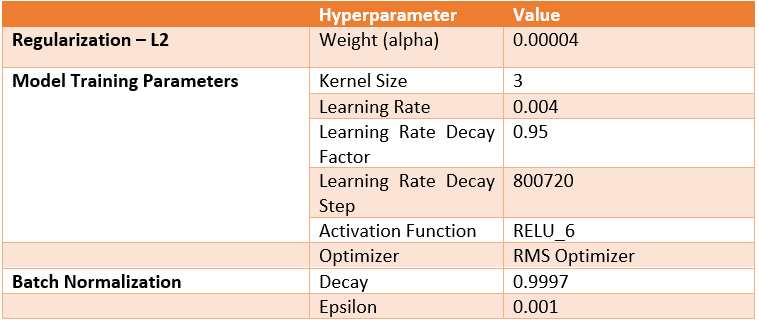 Hyperparameter Value
Regularization – L2 Weight (alpha) 0.00004
Model Training Parameters Kernel Size 3
Learning Rate 0.004
Learning Rate Decay 0.95
Factor
Learning Rate Decay 800720
Step
Activation Function RELU_6
Optimizer RMS Optimizer
Batch Normalization Decay 0.9997
Epsilon 0.001